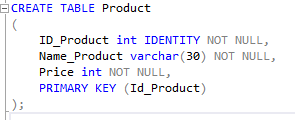 CREATE TABLE Product
(
    ID_Product int IDENTITY NOT NULL,
    Name_Product varchar(30) NOT NULL,
    Price int NOT NULL,
    PRIMARY KEY (Id_Product)
);